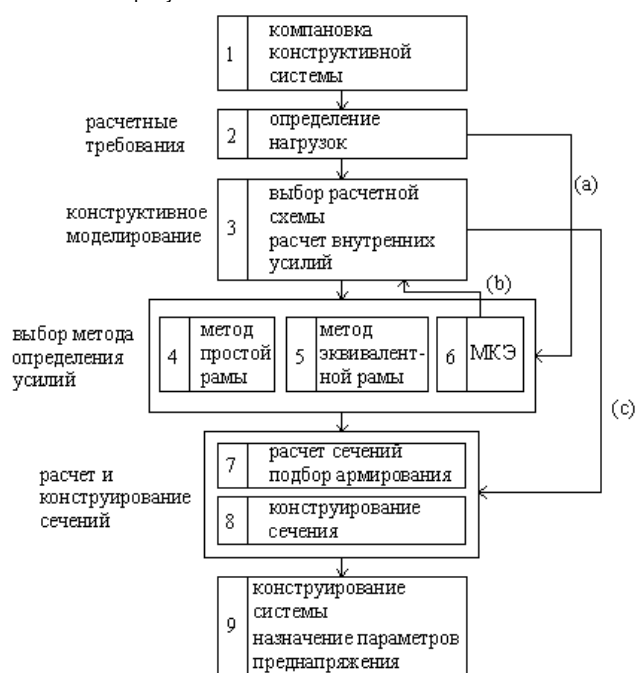 1
компановка
конструктивной
системы
расчетные
требования
2
определение
нагрузок
(a)
конструктивное
моделирование
3
выбор расчетной
схемы
расчет внутренних
усилий
(b)
выбор метода
определения
усилий
4
метод
простой
рамы
5
метод
эквивалент-
ной рамы
6
МКЭ
(c)
расчет и
конструирование
сечений
7
расчет сечений
подбор армирования
8
конструирование
сечения
9
конструирование
системы
назначение параметров
преднапряжения